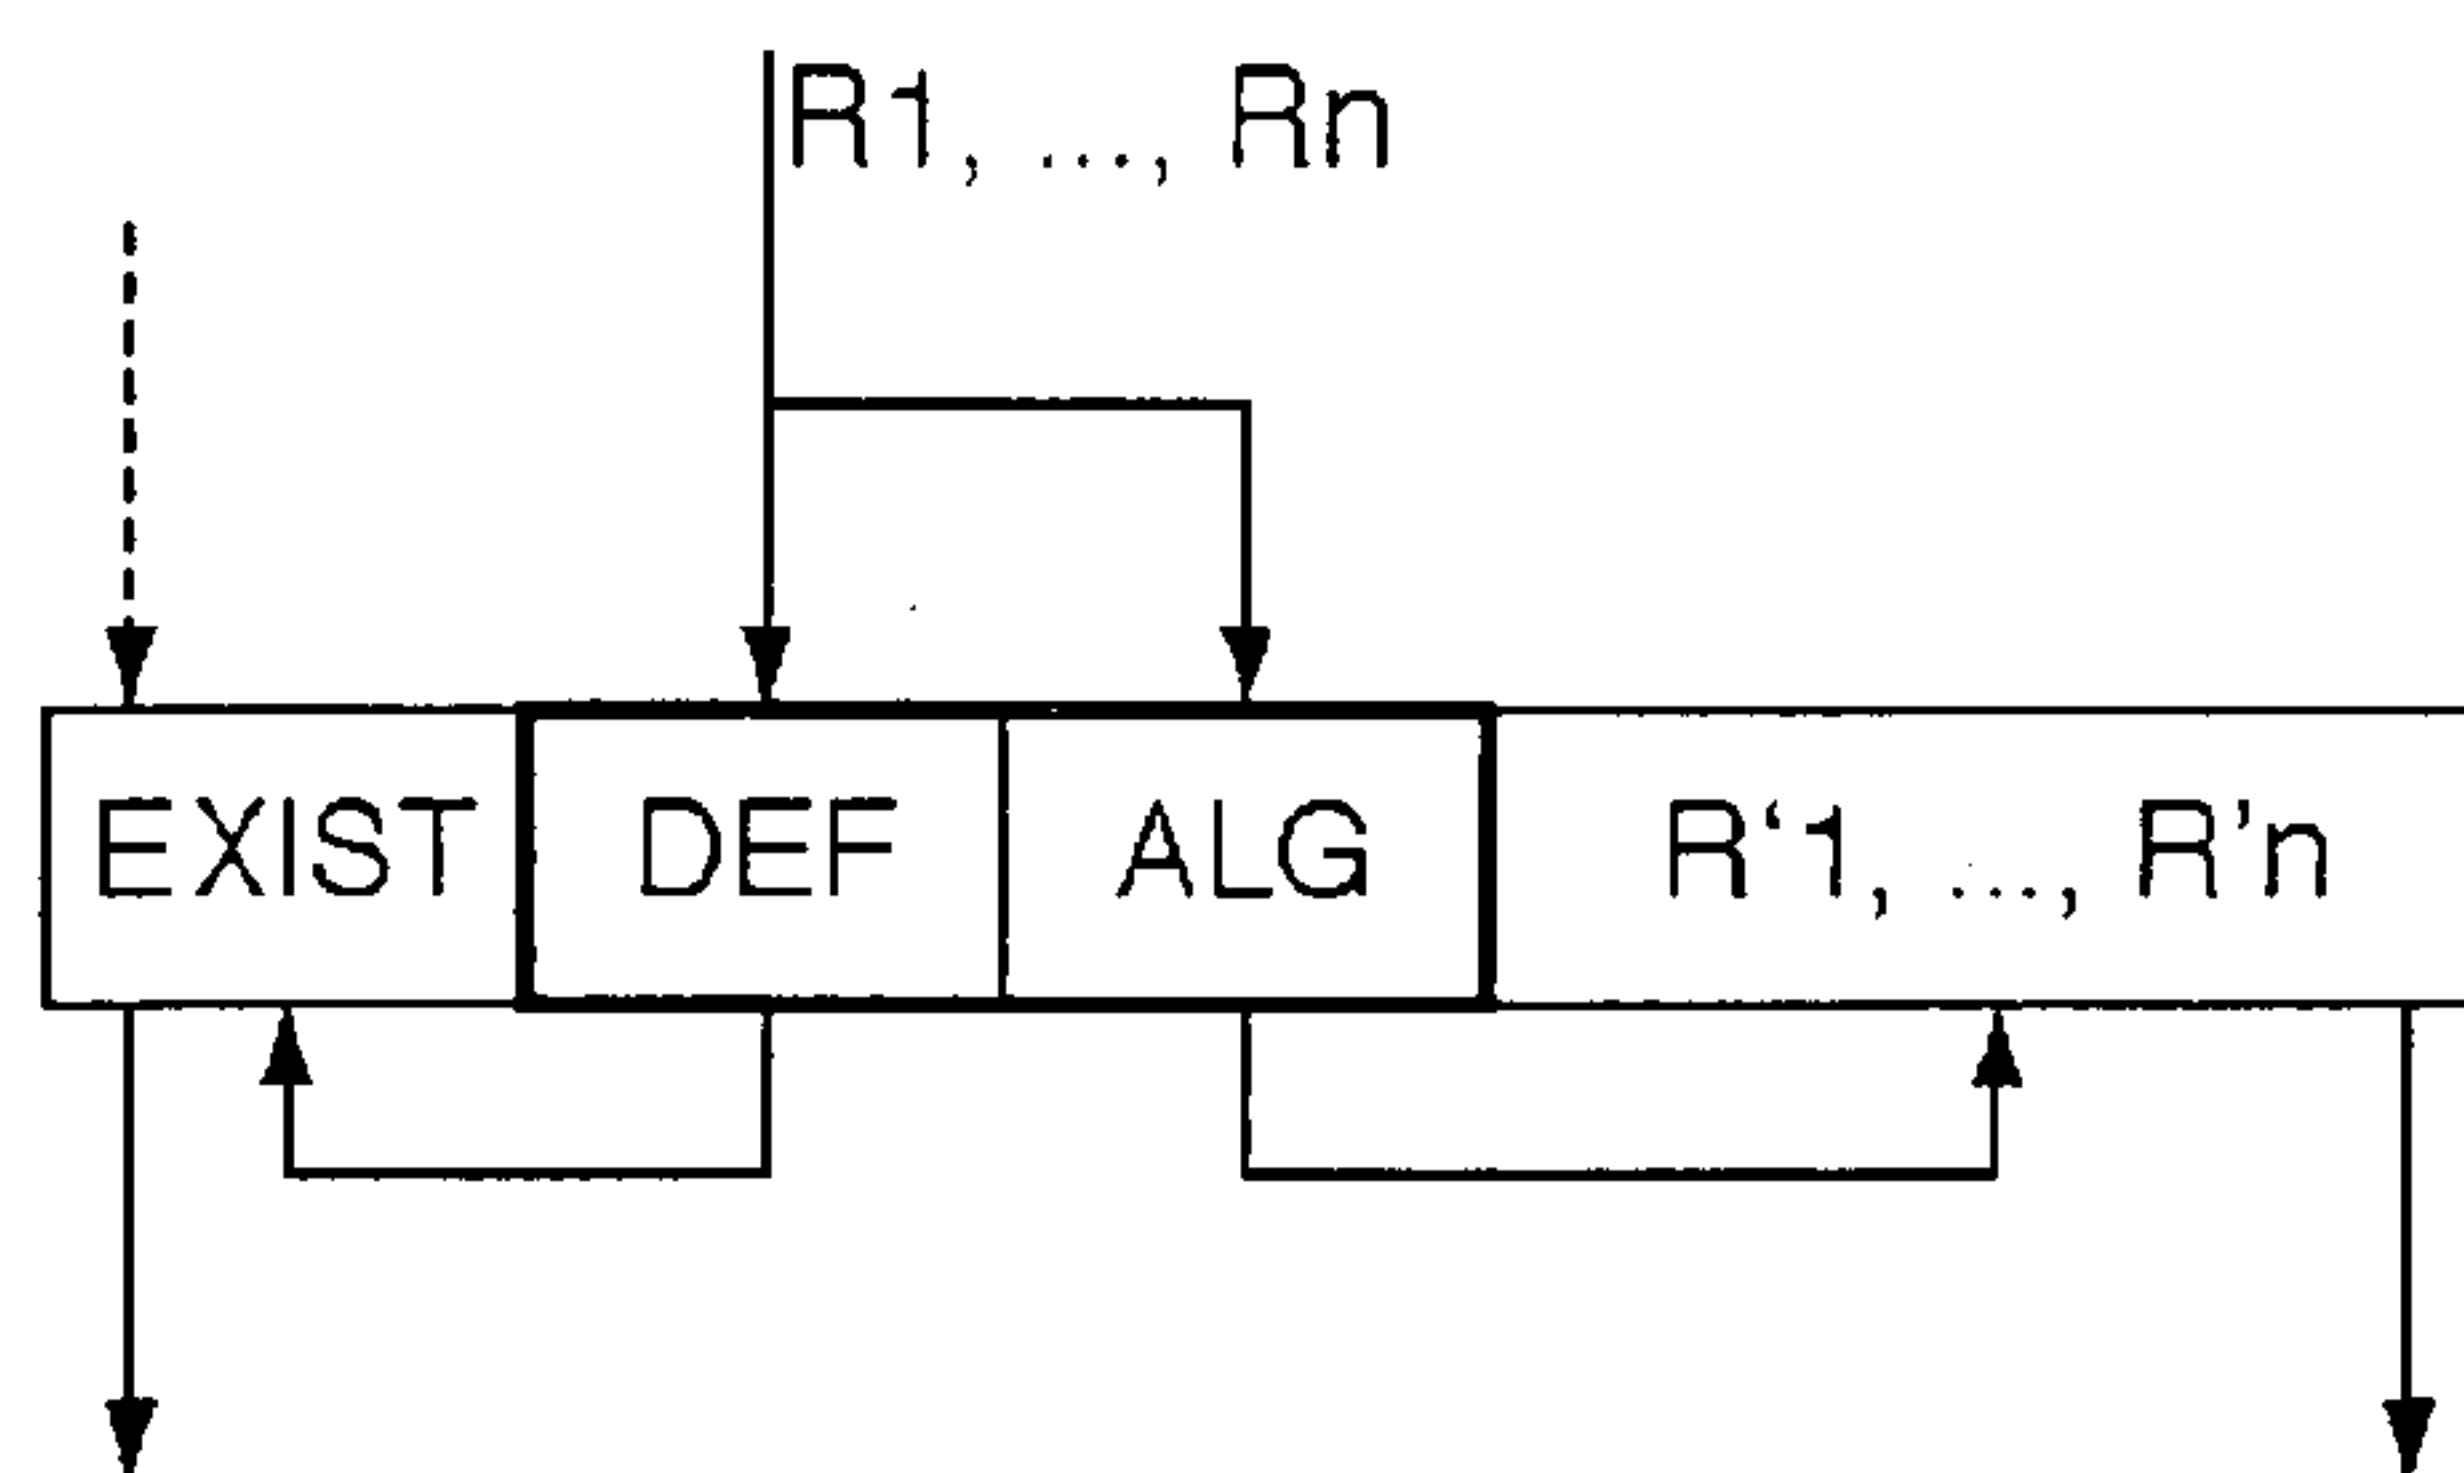 R1, ..., Rn
EXIST DEF ALG R‘1, ..., R’n